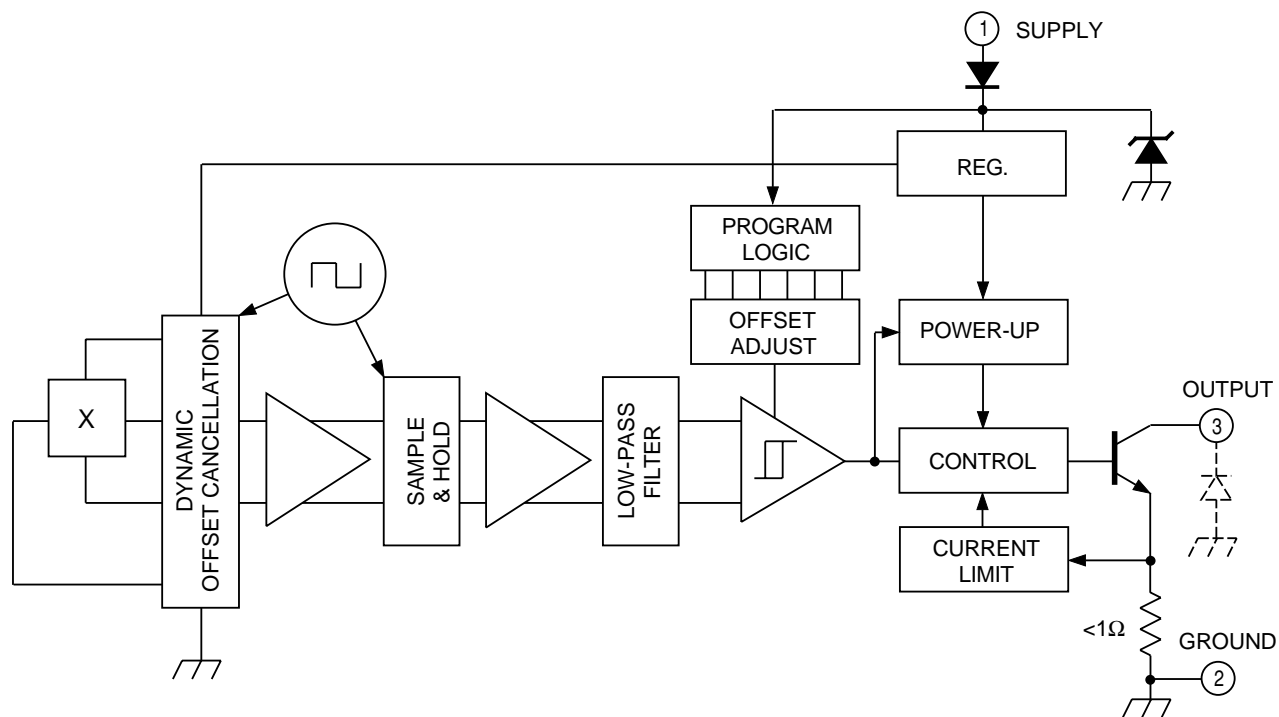 1 SUPPLY
REG.
PROGRAM
LOGIC
OFFSET
ADJUST
POWER-UP
X
DYNAMIC
OFFSET CANCELLATION
SAMPLE
& HOLD
LOW-PASS
FILTER
CONTROL
OUTPUT
3
CURRENT
LIMIT
<1Ω
GROUND
2